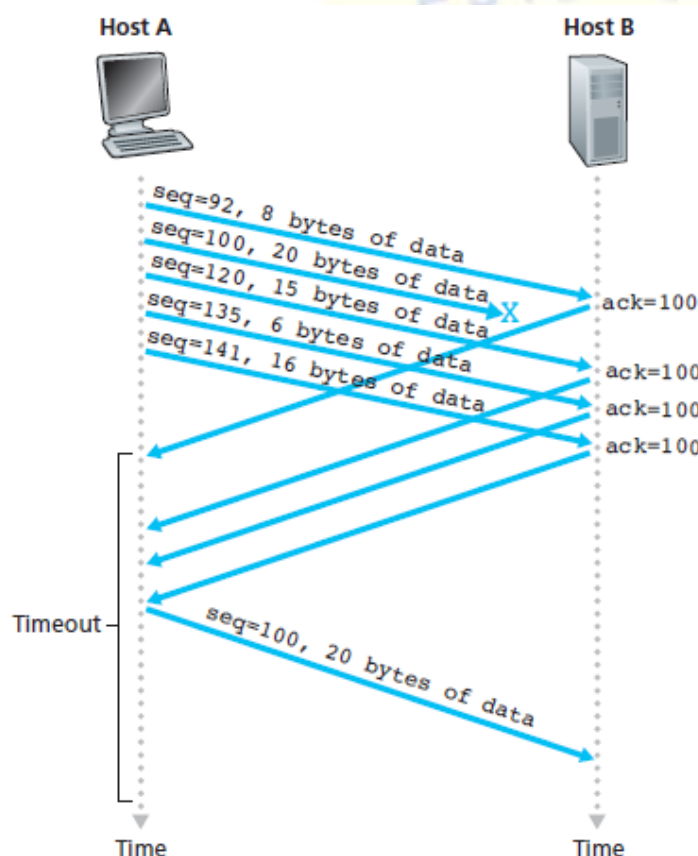 Host A
Host B
seq=92, 8 bytes of data
seq=100, 20 bytes of data
X
seq=120, 15 bytes of data
seq=135, 6 bytes of data
seq=141, 16 bytes of data
ack=100
ack=100
ack=100
ack=100
Timeout
seq=100, 20 bytes of data
Time
Time